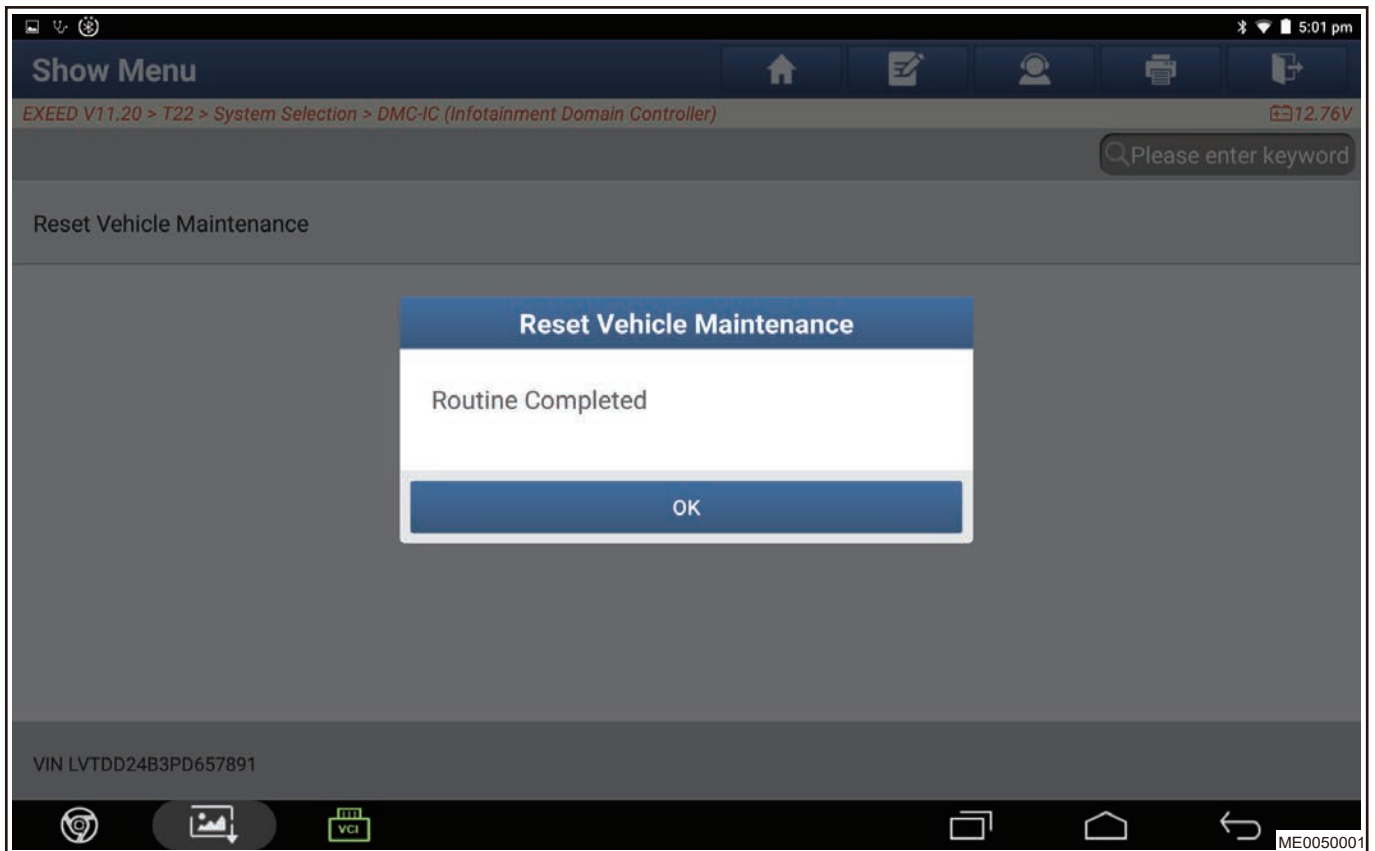 5:01 pm
Show Menu
EXEED V11.20 > T22 > System Selection > DMC-IC (Infotainment Domain Controller)
12.76V
Please enter keyword
Reset Vehicle Maintenance
Reset Vehicle Maintenance
Routine Completed
OK
VIN LVTDD24B3PD657891
VCI
ME0050001